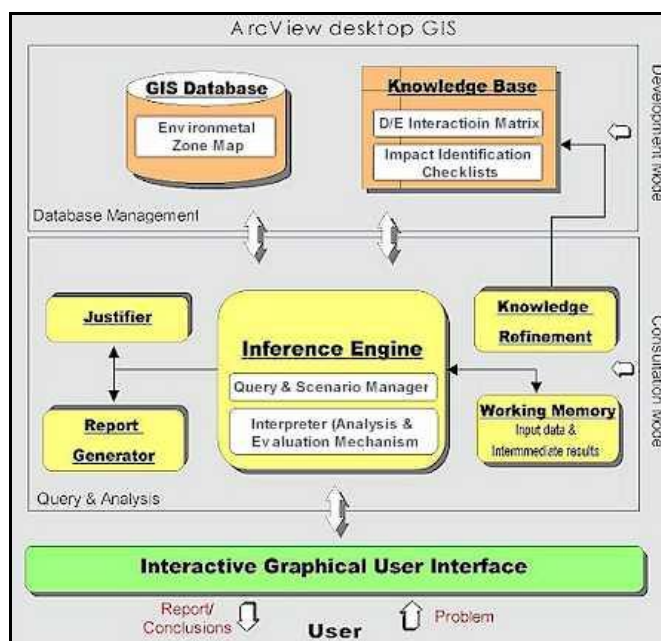 ArcView desktop GIS
GIS Database
Environmetal
Zone Map
Knowledge Base
D/E Interactioin Matrix
Impact Identification
Checklists
Database Management
Development Mode
Justifier
Report
Generator
Inference Engine
Query & Scenario Manager
Interpreter (Analysis &
Evaluation Mechanism
Knowledge
Refinement
Working Memory
Input data &
Intermmediate results
Query & Analysis
Consultation Mode
Interactive Graphical User Interface
Report/
Conclusions
User
Problem